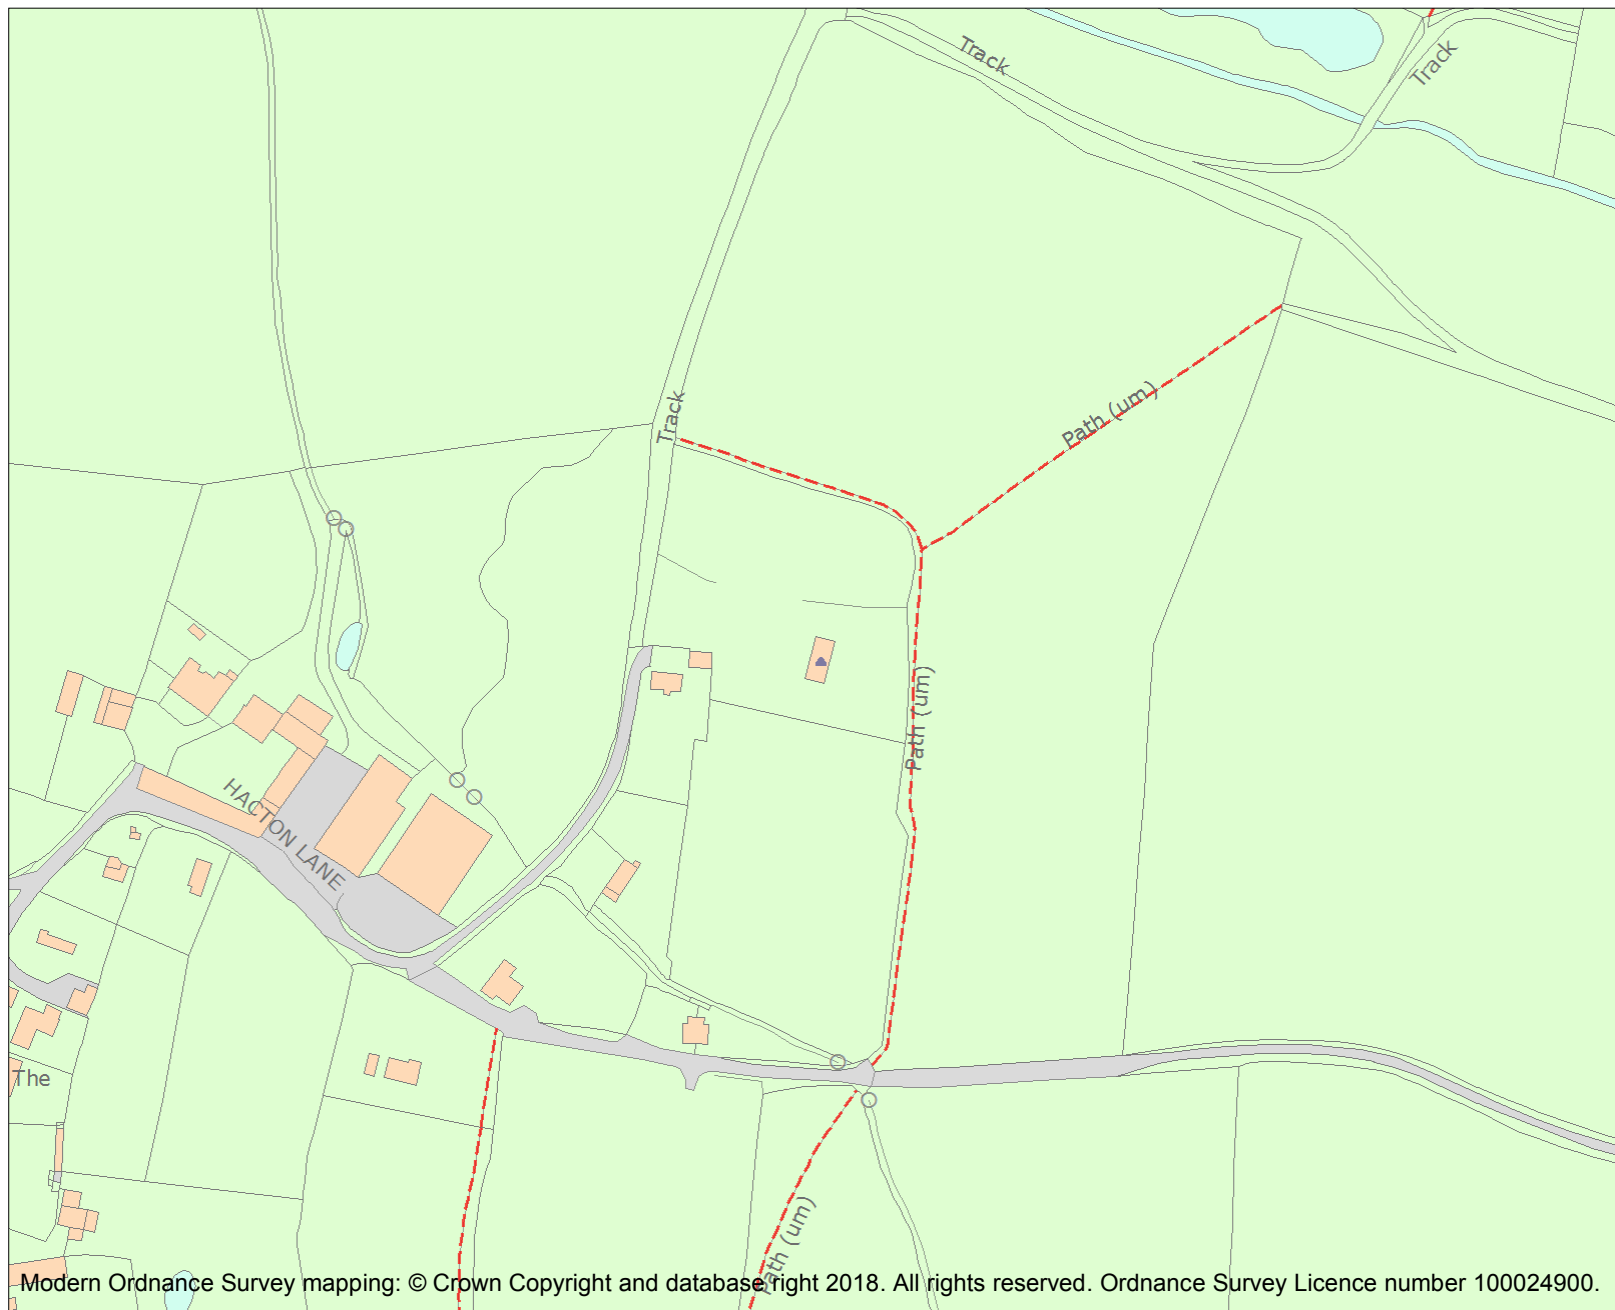 Track
Track
Track
Path (um)
Path (um)
HACTON LANE
The
Path (um)
Modern Ordnance Survey mapping: © Crown Copyright and database right 2018. All rights reserved. Ordnance Survey Licence number 100024900.